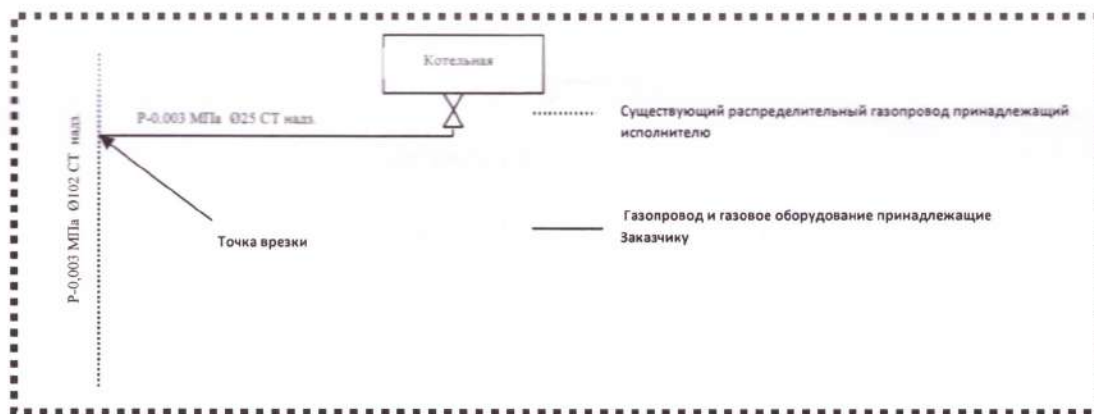 Котельная
Р-0.003 МПа Ø25 СТ надз.
Существующий распределительный газопровод принадлежащий
исполнителю
Р-0,003 МПа Ø102 СТ надз.
Точка врезки
Газопровод и газовое оборудование принадлежащие
Заказчику